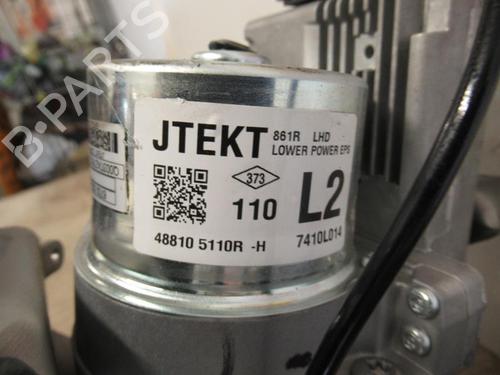 B-PARTS
JTEKT
861R LHD
LOWER POWER EPS
373
110
L2
48810 5110R -H
7410L014